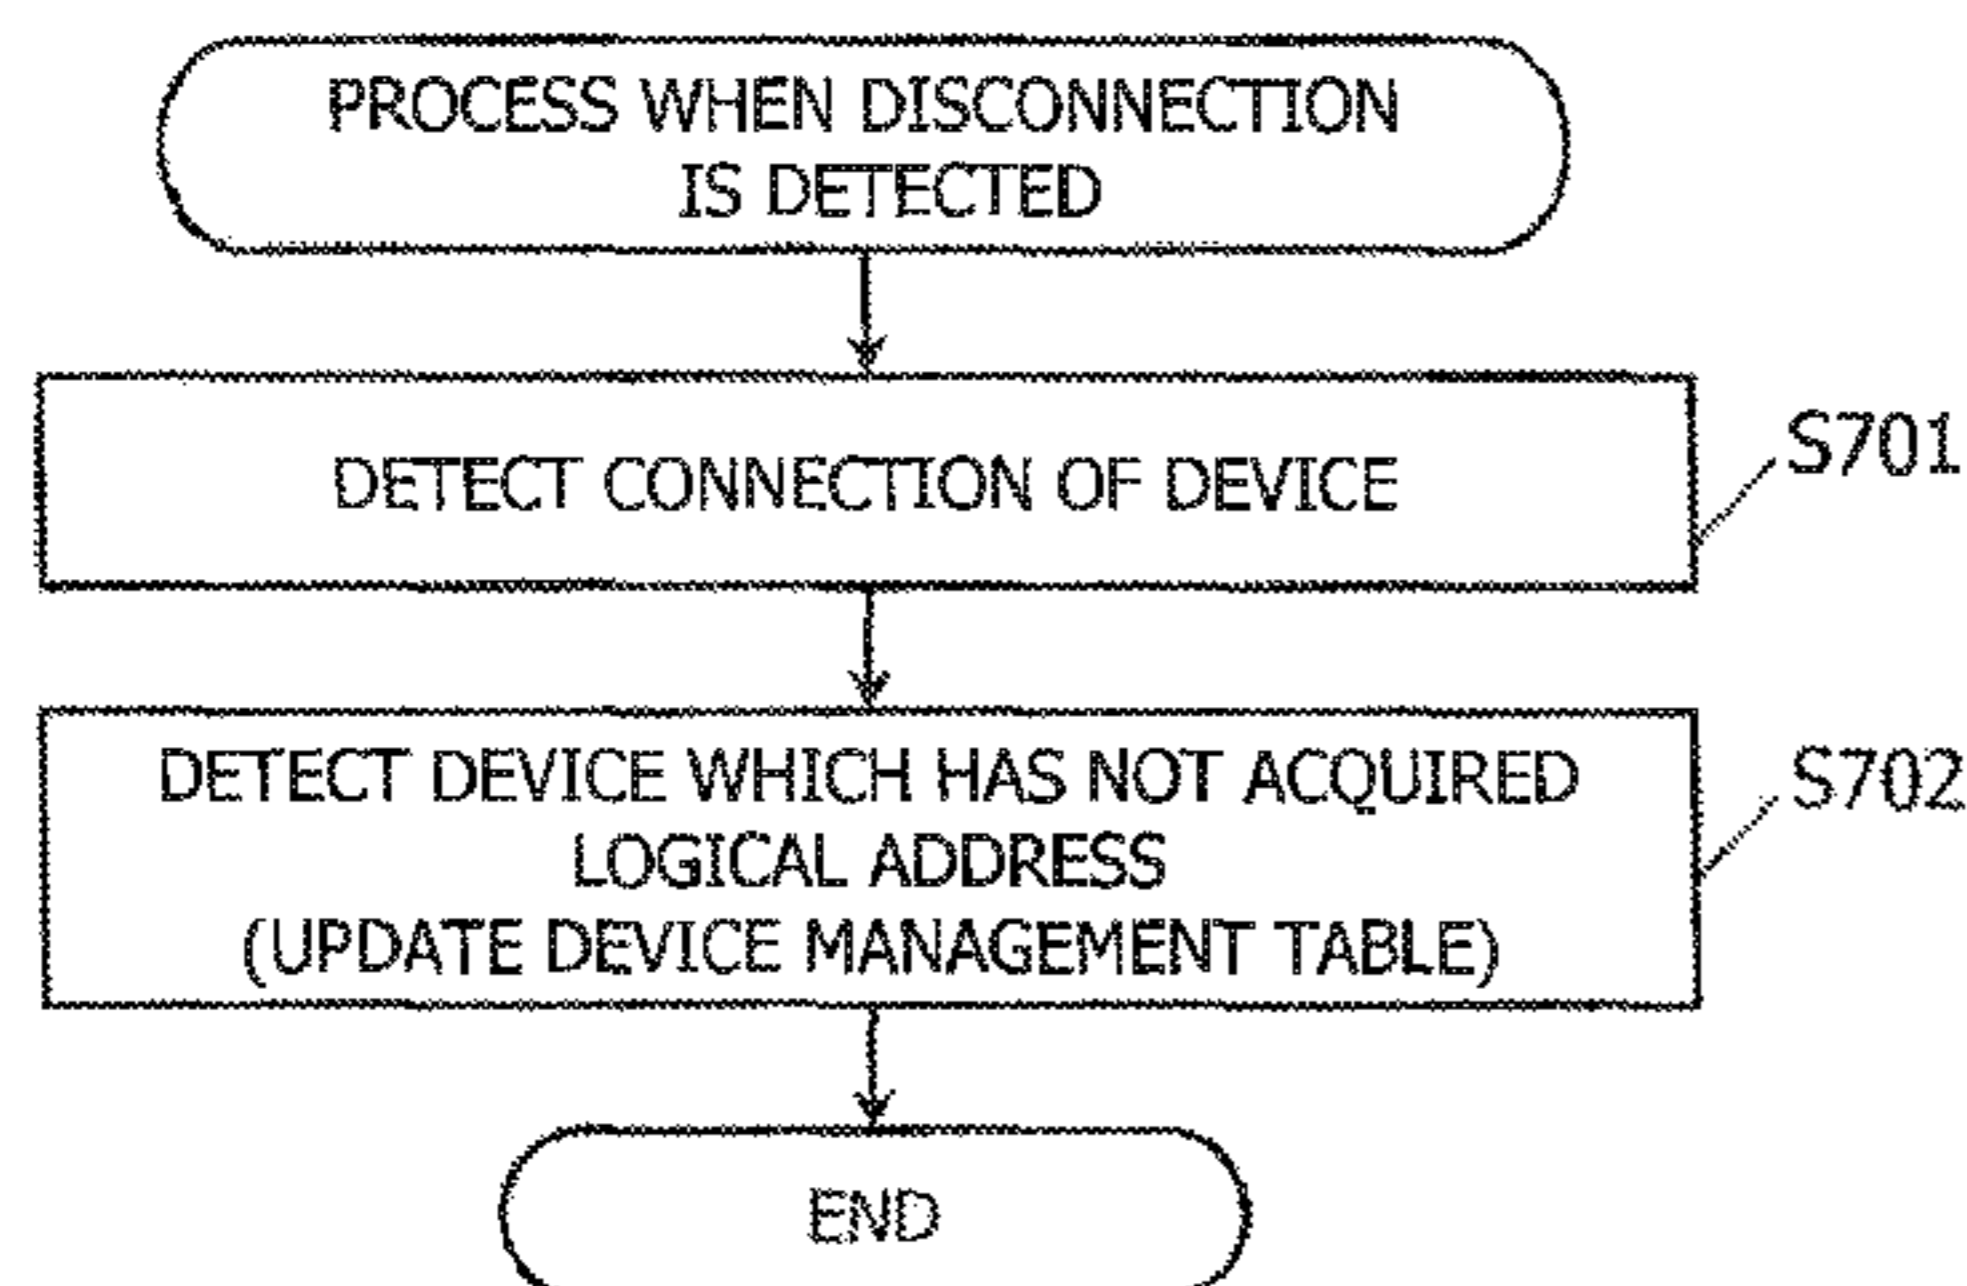 PROCESS WHEN DISCONNECTION
IS DETECTED
DETECT CONNECTION OF DEVICE
S701
DETECT DEVICE WHICH HAS NOT ACQUIRED
LOGICAL ADDRESS
(UPDATE DEVICE MANAGEMENT TABLE)
S702
END